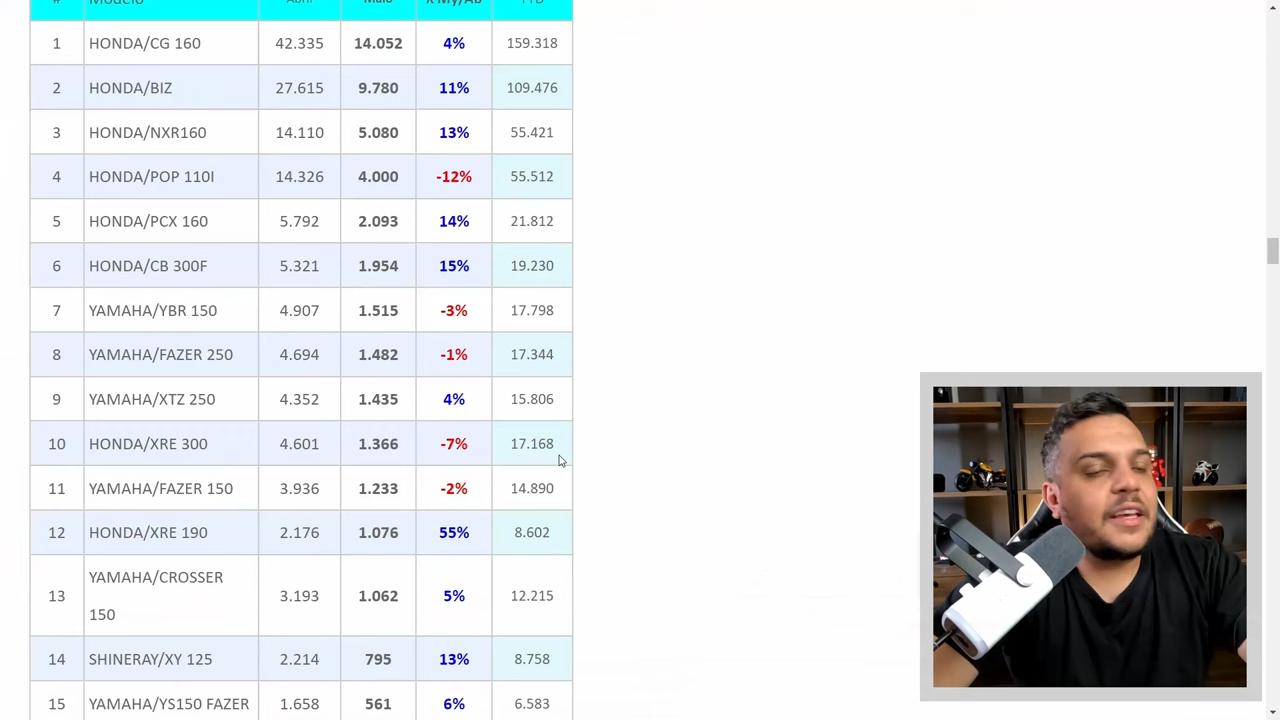 # Modelo Abril Maio x My/Ab YTD
1 HONDA/CG 160 42.335 14.052 4% 159.318
2 HONDA/BIZ 27.615 9.780 11% 109.476
3 HONDA/NXR160 14.110 5.080 13% 55.421
4 HONDA/POP 110I 14.326 4.000 -12% 55.512
5 HONDA/PCX 160 5.792 2.093 14% 21.812
6 HONDA/CB 300F 5.321 1.954 15% 19.230
7 YAMAHA/YBR 150 4.907 1.515 -3% 17.798
8 YAMAHA/FAZER 250 4.694 1.482 -1% 17.344
9 YAMAHA/XTZ 250 4.352 1.435 4% 15.806
10 HONDA/XRE 300 4.601 1.366 -7% 17.168
11 YAMAHA/FAZER 150 3.936 1.233 -2% 14.890
12 HONDA/XRE 190 2.176 1.076 55% 8.602
13 YAMAHA/CROSSER 3.193 1.062 5% 12.215
150
14 SHINERAY/XY 125 2.214 795 13% 8.758
15 YAMAHA/YS150 FAZER 1.658 561 6% 6.583